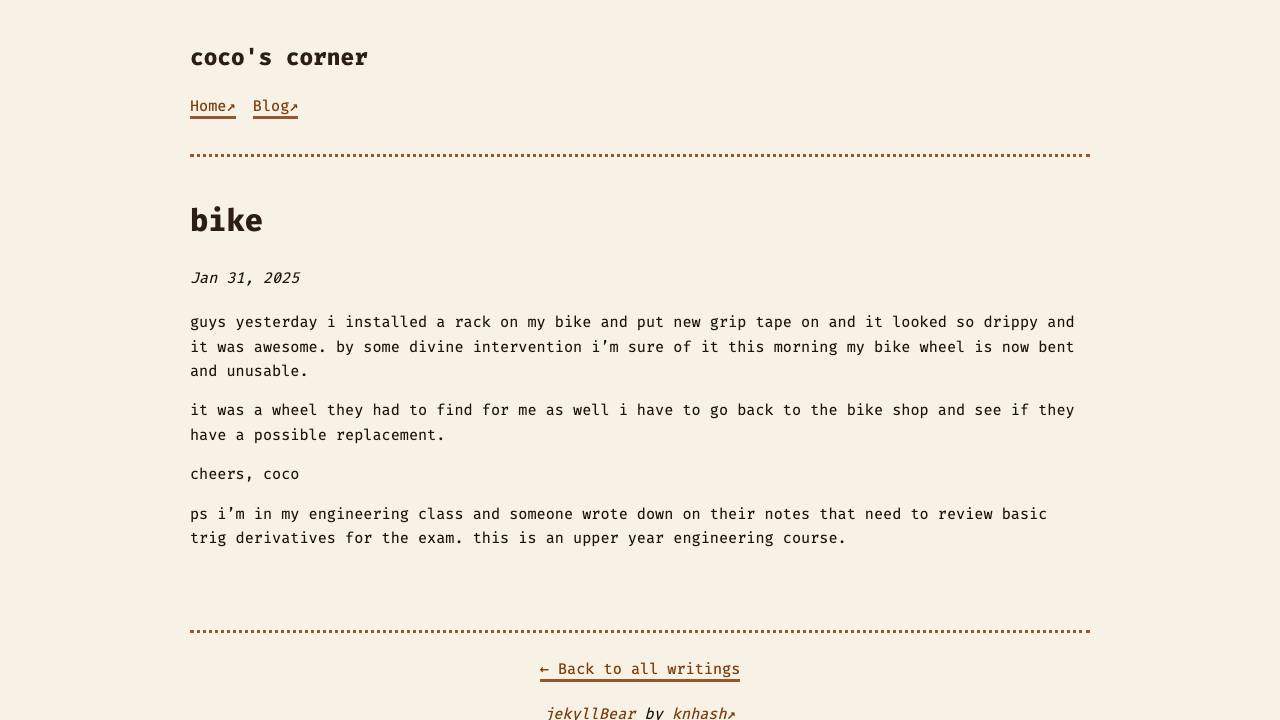 coco's corner
Home↗ Blog↗
bike
Jan 31, 2025
guys yesterday i installed a rack on my bike and put new grip tape on and it looked so drippy and
it was awesome. by some divine intervention i’m sure of it this morning my bike wheel is now bent
and unusable.
it was a wheel they had to find for me as well i have to go back to the bike shop and see if they
have a possible replacement.
cheers, coco
ps i’m in my engineering class and someone wrote down on their notes that need to review basic
trig derivatives for the exam. this is an upper year engineering course.
← Back to all writings
jekyllBear by knhash↗